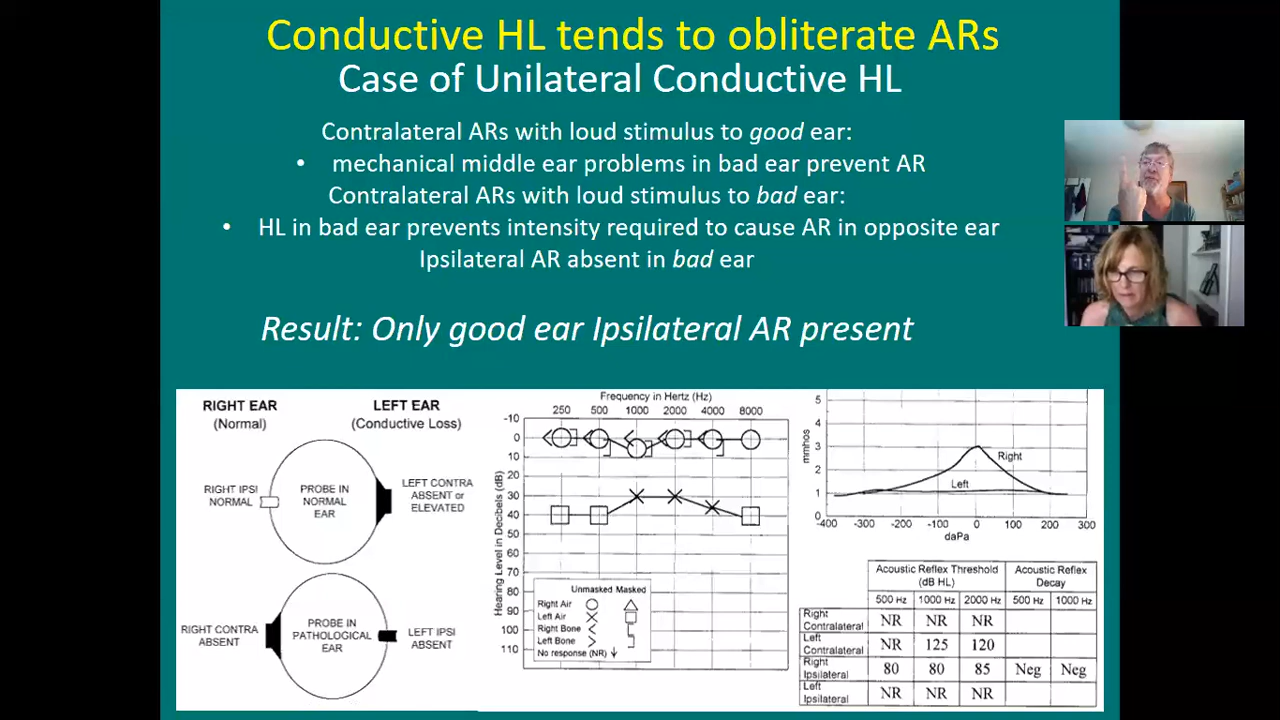 Conductive HL tends to obliterate ARs
Case of Unilateral Conductive HL
Contralateral ARs with loud stimulus to good ear:
• mechanical middle ear problems in bad ear prevent AR
Contralateral ARs with loud stimulus to bad ear:
• HL in bad ear prevents intensity required to cause AR in opposite ear
Ipsilateral AR absent in bad ear
Result: Only good ear Ipsilateral AR present
RIGHT EAR
(Normal)
LEFT EAR
(Conductive Loss)
RIGHT IPSI
NORMAL
PROBE IN
NORMAL
EAR
LEFT CONTRA
ABSENT or
ELEVATED
RIGHT CONTRA
ABSENT
PROBE IN
PATHOLOGICAL
EAR
LEFT IPSI
ABSENT
Frequency in Hertz (Hz)
250 500 1000 2000 4000 8000
Hearing Level in Decibels (dB)
-10
0
10
20
30
40
50
60
70
80
90
100
110
Unmasked Masked
Right Air
Left Air
Right Bone
Left Bone
No response (NR)
mmhos
5
4
3
2
1
0
Right
Left
-400 -300 -200 -100 0 100 200 300
daPa
Acoustic Reflex Threshold
(dB HL)
Acoustic Reflex
Decay
500 Hz 1000 Hz 2000 Hz 500 Hz 1000 Hz
Right
Contralateral NR NR NR
Left
Contralateral NR 125 120
Right
Ipsilateral 80 80 85 Neg Neg
Left
Ipsilateral NR NR NR